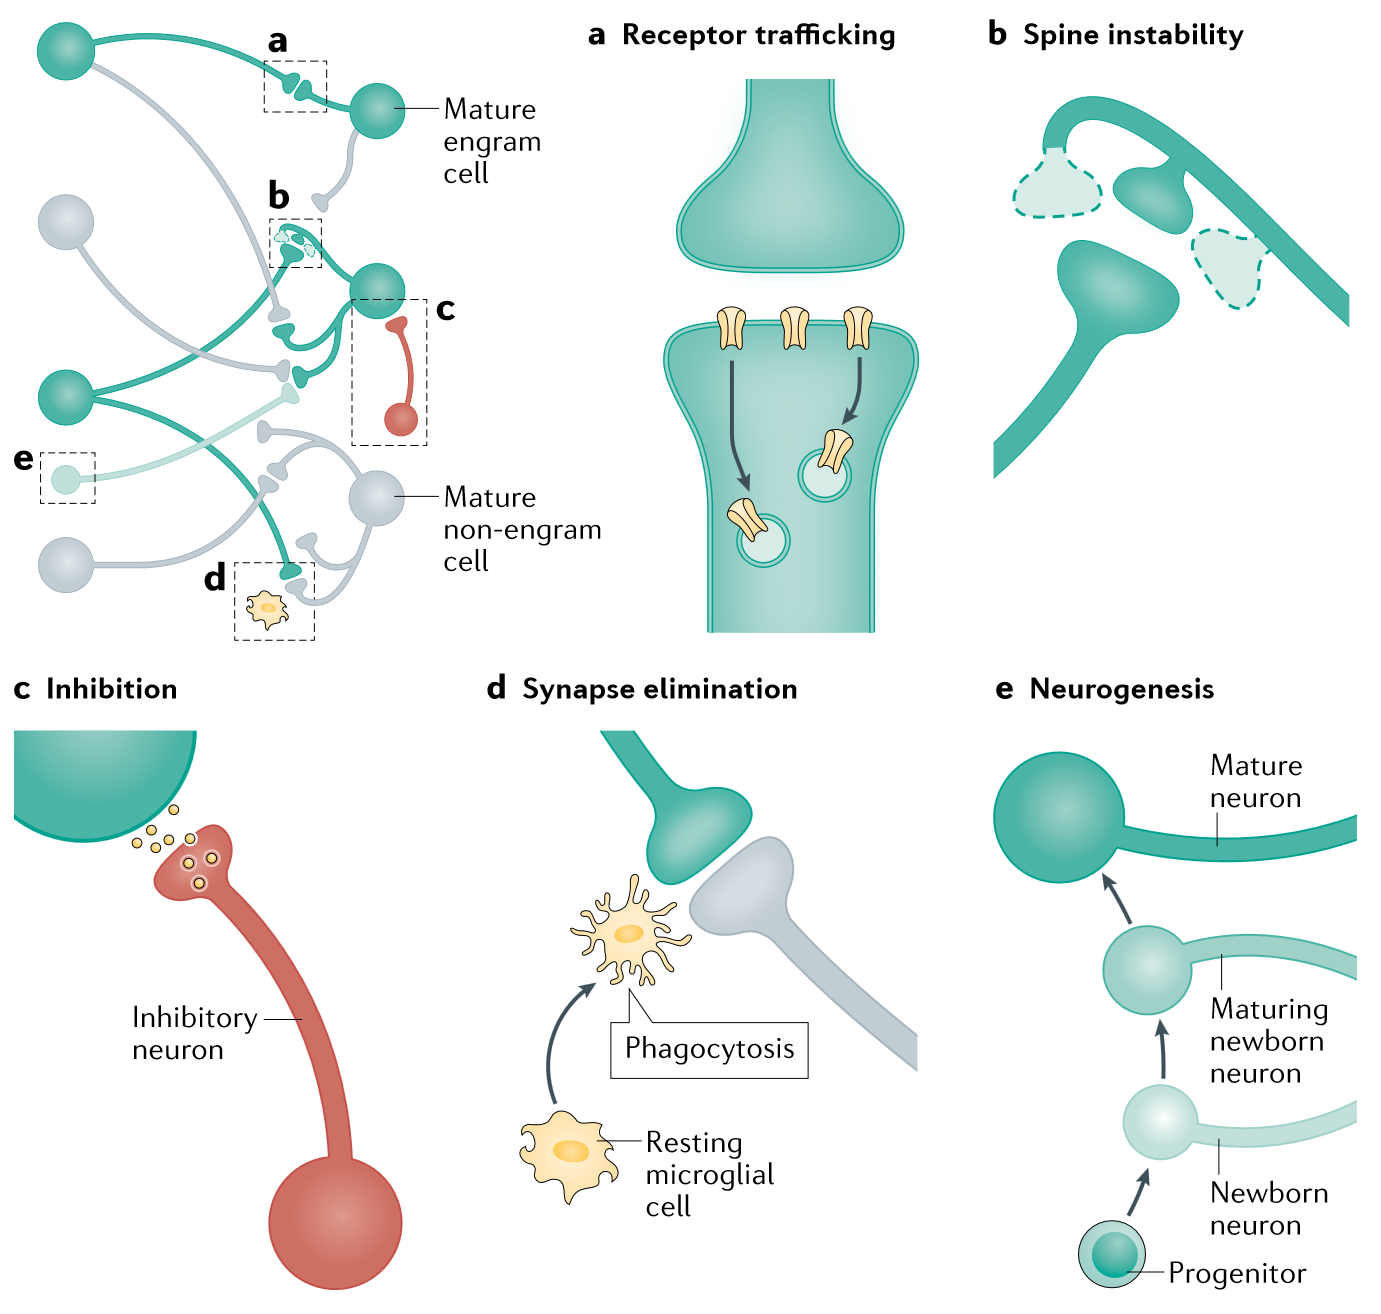 a
Mature
engram
cell
b
c
e
Mature
non-engram
cell
d
a Receptor trafficking
b Spine instability
c Inhibition
Inhibitory
neuron
d Synapse elimination
Phagocytosis
Resting
microglial
cell
e Neurogenesis
Mature
neuron
Maturing
newborn
neuron
Newborn
neuron
Progenitor